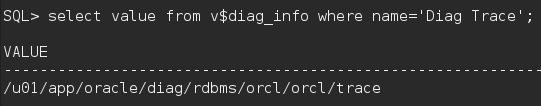 SQL> select value from v$diag_info where name='Diag Trace';
VALUE
--------------------------------------------------------------------------------
/u01/app/oracle/diag/rdbms/orcl/orcl/trace